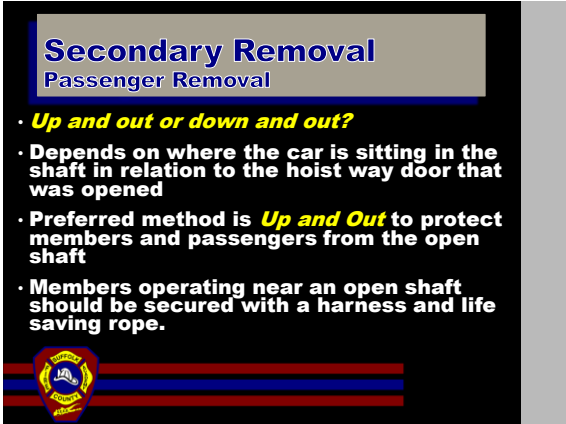 Secondary Removal
Passenger Removal
• Up and out or down and out?
• Depends on where the car is sitting in the
shaft in relation to the hoist way door that
was opened
• Preferred method is Up and Out to protect
members and passengers from the open
shaft
• Members operating near an open shaft
should be secured with a harness and life
saving rope.
SUFFOLK
COUNTY